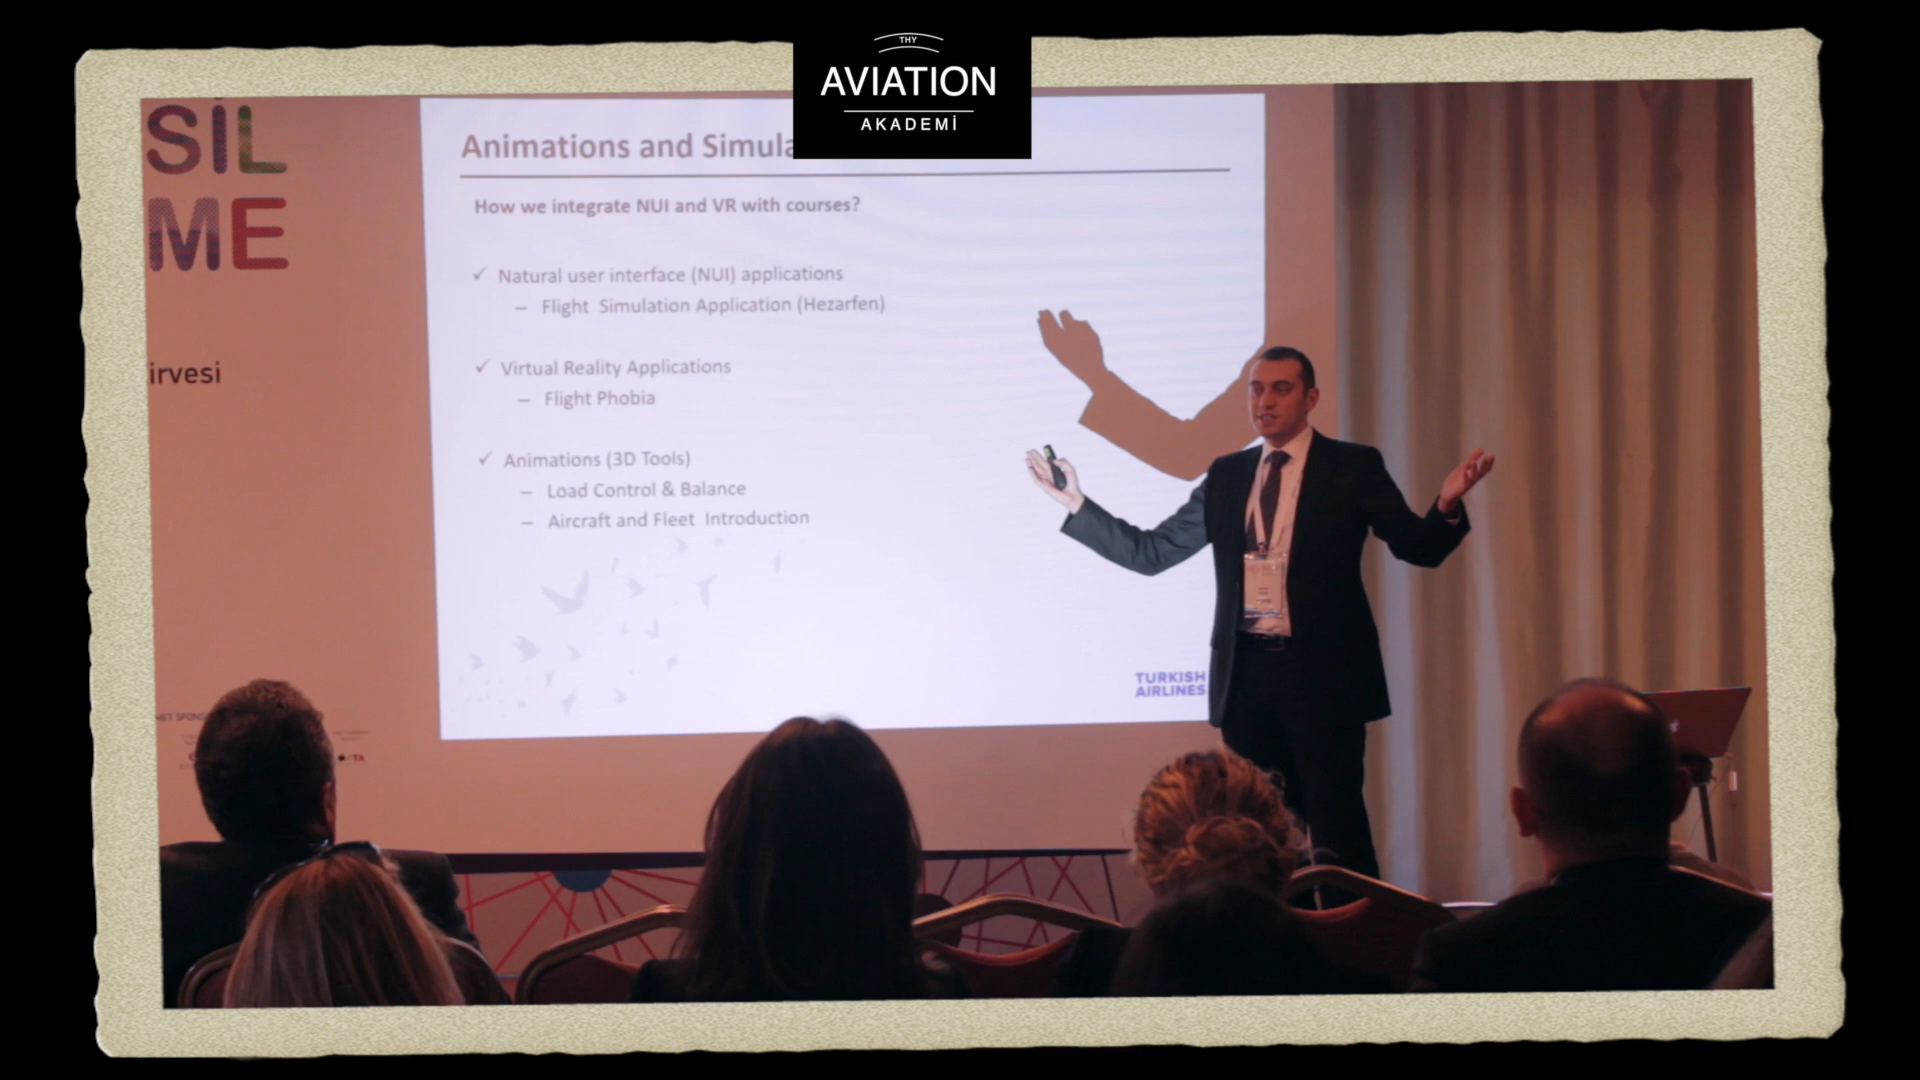 THY
AVIATION
AKADEMİ
SİL
ME
irvesi
Animations and Simula
How we integrate NUI and VR with courses?
✓ Natural user interface (NUI) applications
– Flight Simulation Application (Hezarfen)
✓ Virtual Reality Applications
– Flight Phobia
✓ Animations (3D Tools)
– Load Control & Balance
– Aircraft and Fleet Introduction
TURKISH
AIRLINES